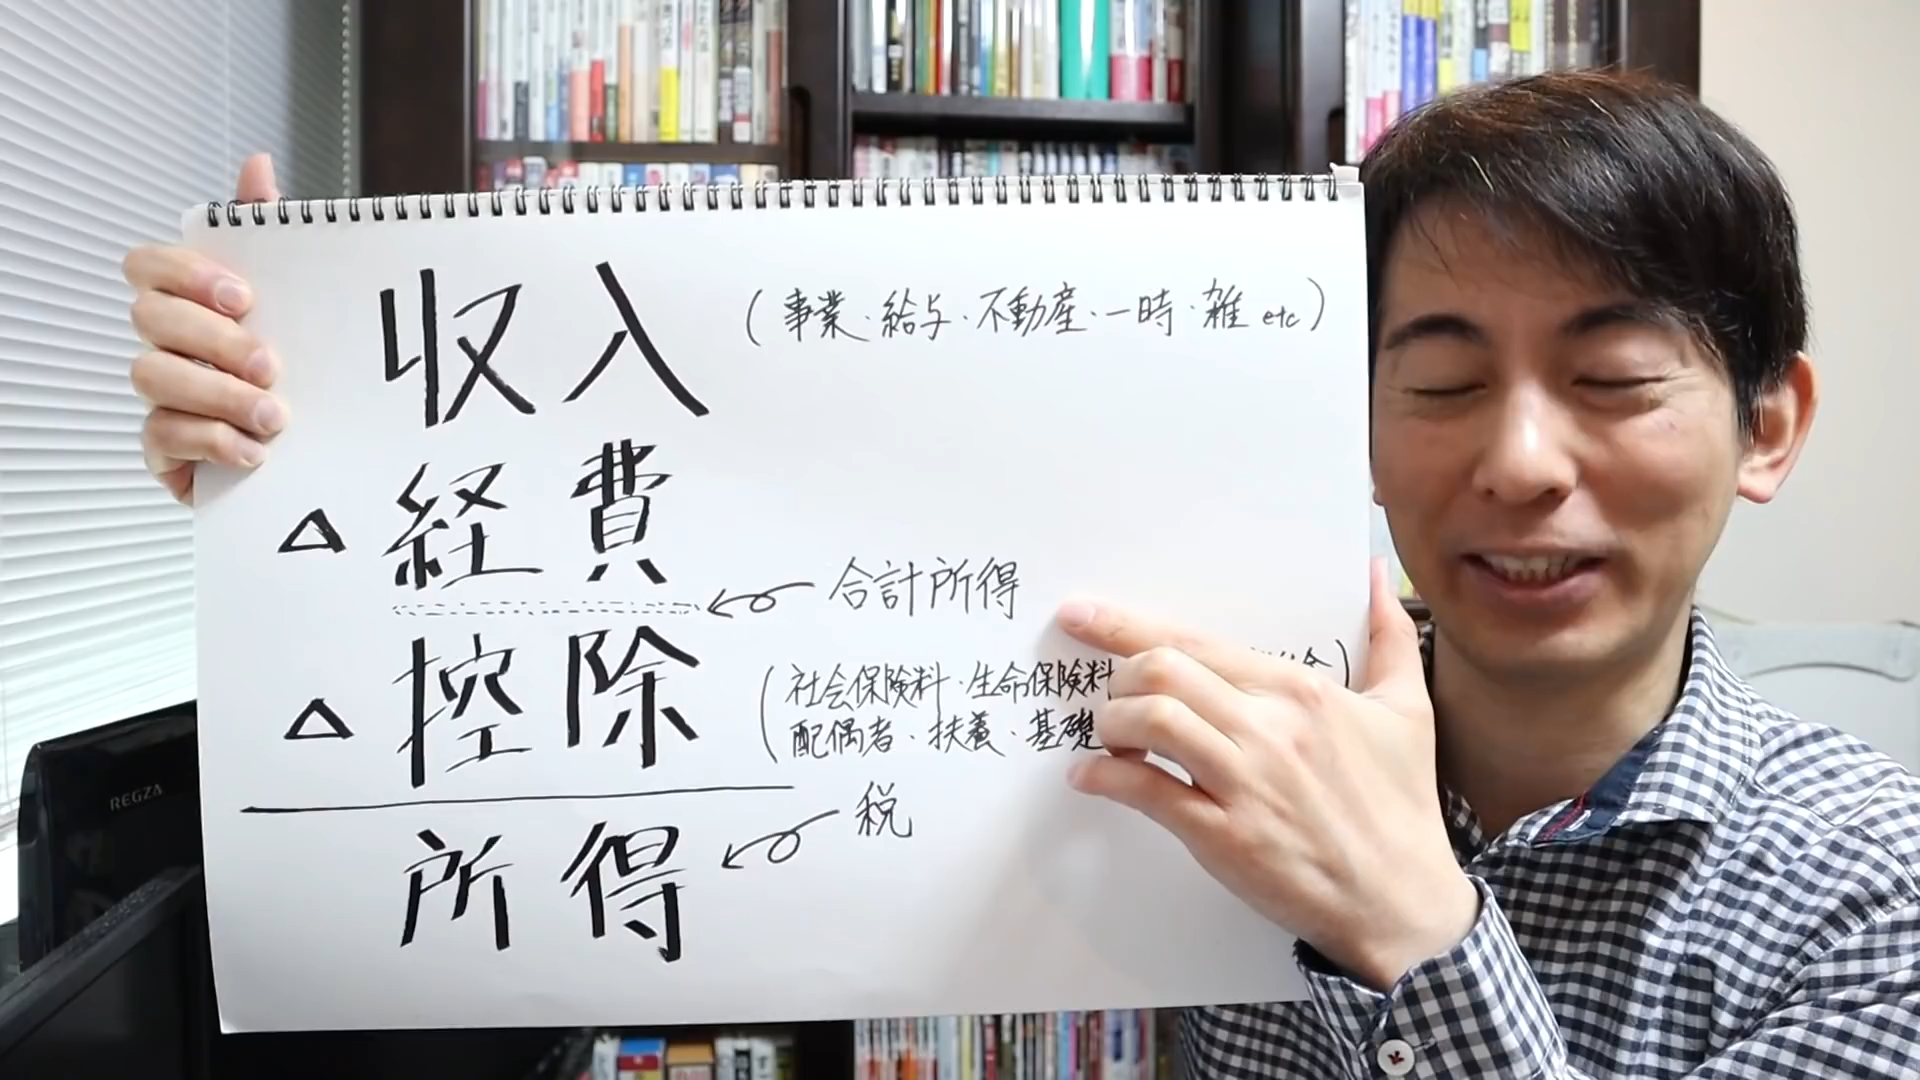 収入 (事業・給与・不動産・一時・雑 etc)
△ 経費
合計所得
△ 控除 (社会保険料・生命保険料
配偶者・扶養・基礎
税
所得
REGZA